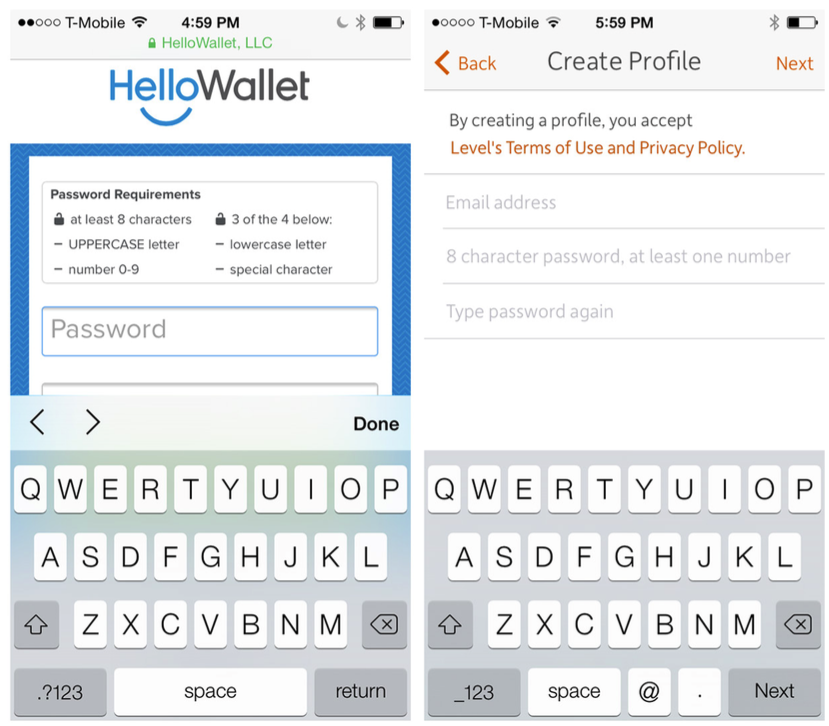 T-Mobile 4:59 PM
HelloWallet, LLC
HelloWallet
Password Requirements
at least 8 characters 3 of the 4 below:
– UPPERCASE letter – lowercase letter
– number 0-9 – special character
Password
Done
Q W E R T Y U I O P
A S D F G H J K L
Z X C V B N M
.?123 space return
T-Mobile 5:59 PM
Back Create Profile Next
By creating a profile, you accept
Level's Terms of Use and Privacy Policy.
Email address
8 character password, at least one number
Type password again
Q W E R T Y U I O P
A S D F G H J K L
Z X C V B N M
_123 space @ . Next